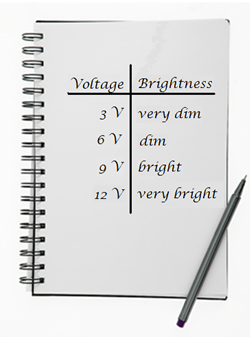 Voltage Brightness
3 V very dim
6 V dim
9 V bright
12 V very bright